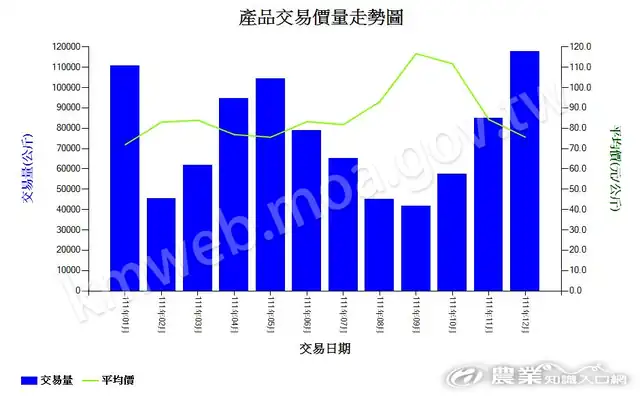 產品交易價量走勢圖
120000
110000
100000
90000
80000
70000
60000
50000
40000
30000
20000
10000
0
交易量(公斤)
120.0
110.0
100.0
90.0
80.0
70.0
60.0
50.0
40.0
30.0
20.0
10.0
0.0
平均價(元/公斤)
111年01月
111年02月
111年03月
111年04月
111年05月
111年06月
111年07月
111年08月
111年09月
111年10月
111年11月
111年12月
交易日期
交易量 平均價
kmweb.moa.gov.tw
農業知識入口網